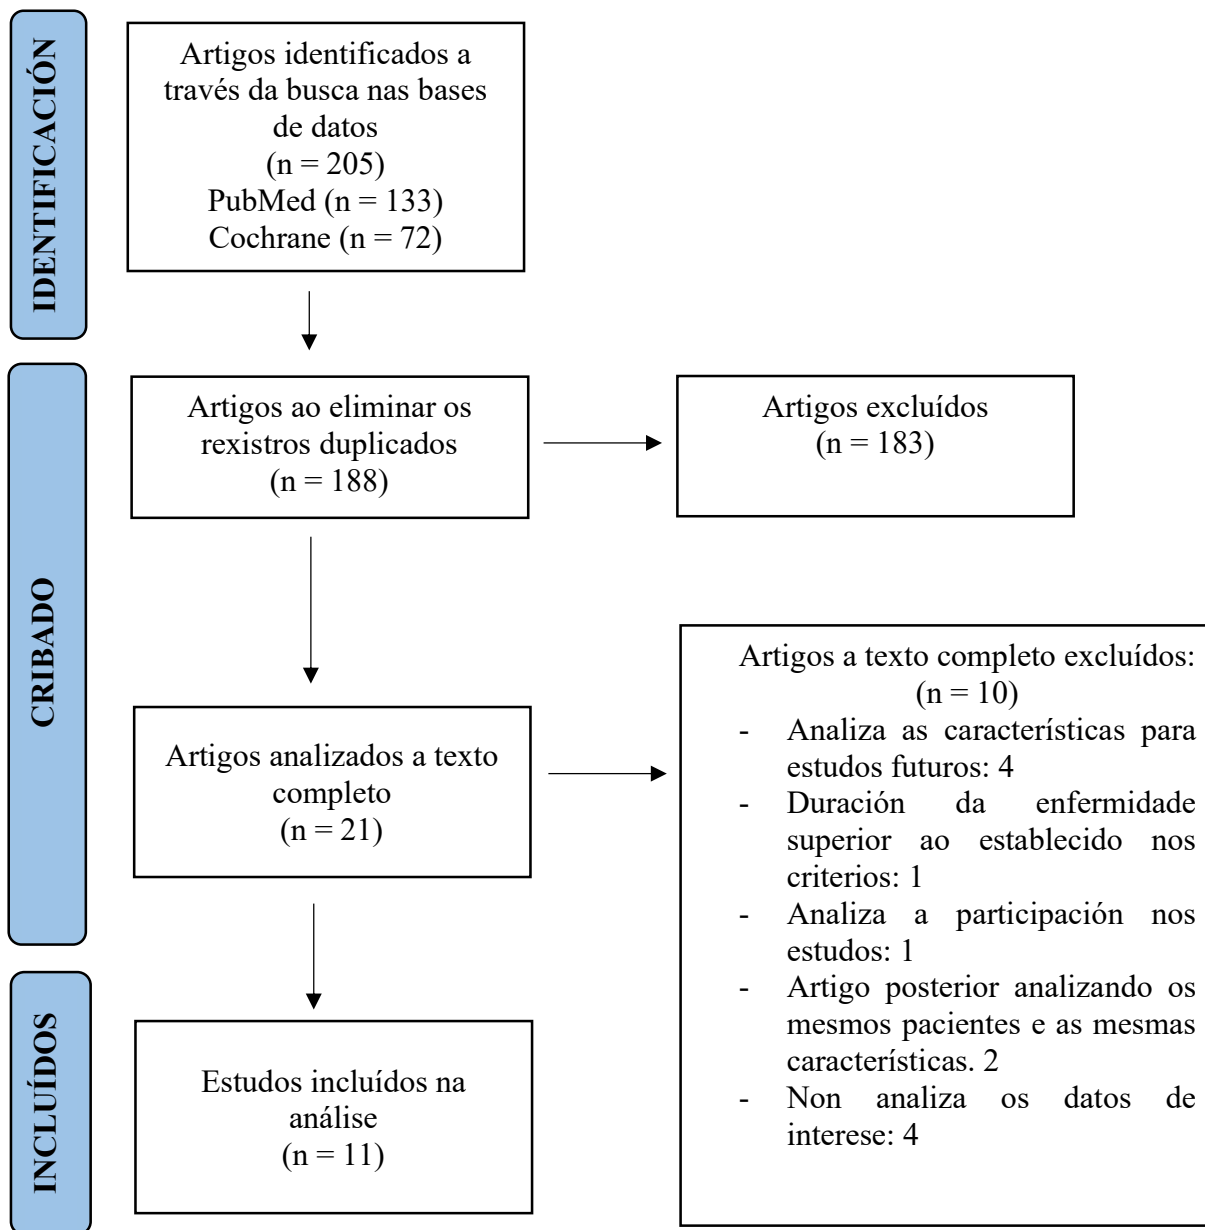 IDENTIFICACIÓN
Artigos identificados a
través da busca nas bases
de datos
(n = 205)
PubMed (n = 133)
Cochrane (n = 72)
CRIBADO
Artigos ao eliminar os
rexistros duplicados
(n = 188)
Artigos excluídos
(n = 183)
Artigos analizados a texto
completo
(n = 21)
Artigos a texto completo excluídos:
(n = 10)
- Analiza as características para
estudos futuros: 4
- Duración da enfermidade
superior ao establecido nos
criterios: 1
- Analiza a participación nos
estudos: 1
- Artigo posterior analizando os
mesmos pacientes e as mesmas
características. 2
- Non analiza os datos de
interese: 4
INCLUÍDOS
Estudos incluídos na
análise
(n = 11)